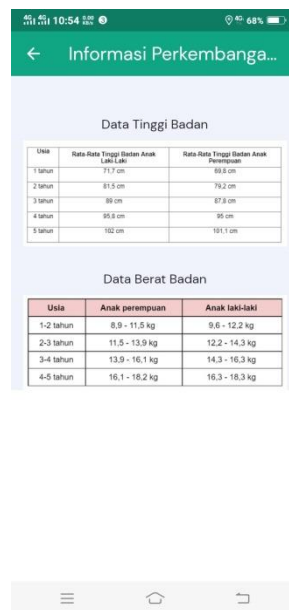 10:54
68%
Informasi Perkembanga...
Data Tinggi Badan
Usia Rata-Rata Tinggi Badan Anak Laki-Laki Rata-Rata Tinggi Badan Anak Perempuan
1 tahun 71,7 cm 69,8 cm
2 tahun 81,5 cm 79,2 cm
3 tahun 89 cm 87,8 cm
4 tahun 95,8 cm 95 cm
5 tahun 102 cm 101,1 cm
Data Berat Badan
Usia Anak perempuan Anak laki-laki
1-2 tahun 8,9 - 11,5 kg 9,6 - 12,2 kg
2-3 tahun 11,5 - 13,9 kg 12,2 - 14,3 kg
3-4 tahun 13,9 - 16,1 kg 14,3 - 16,3 kg
4-5 tahun 16,1 - 18,2 kg 16,3 - 18,3 kg